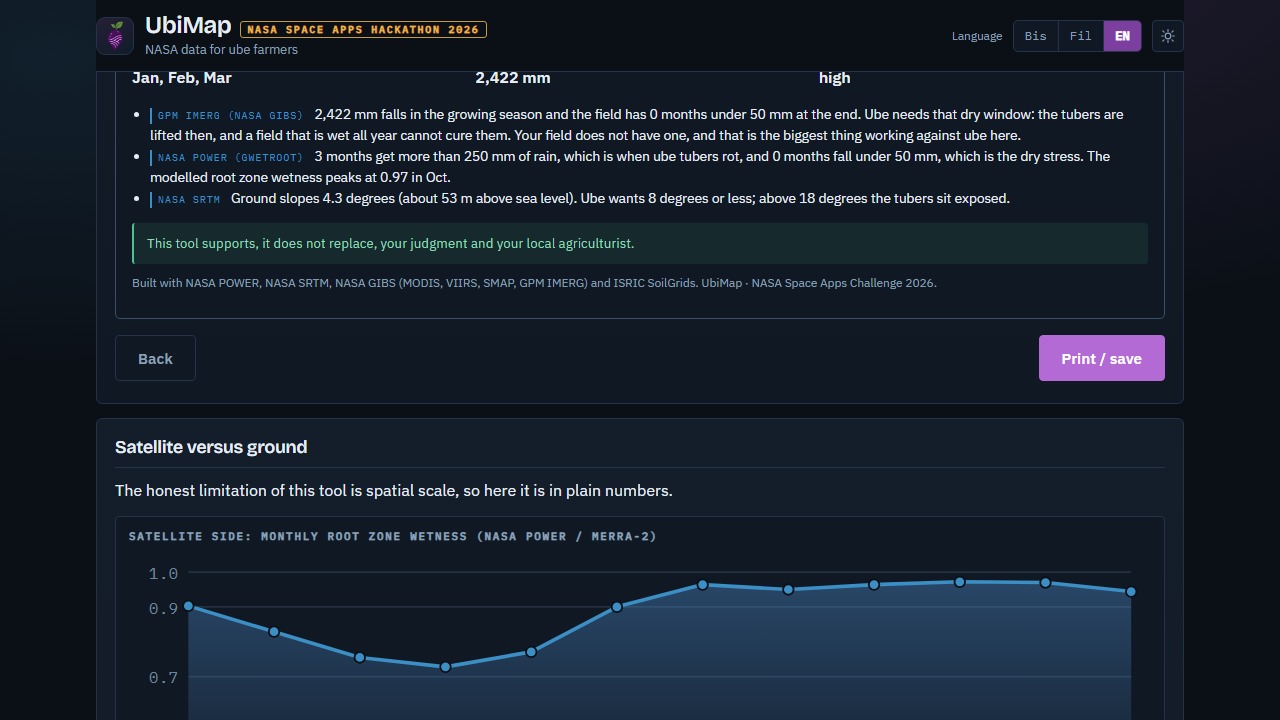 UbiMap NASA SPACE APPS HACKATHON 2026
NASA data for ube farmers
Language Bis Fil EN
Jan, Feb, Mar 2,422 mm high
GPM IMERG (NASA GIBS) 2,422 mm falls in the growing season and the field has 0 months under 50 mm at the end. Ube needs that dry window: the tubers are
lifted then, and a field that is wet all year cannot cure them. Your field does not have one, and that is the biggest thing working against ube here.
NASA POWER (GWETROOT) 3 months get more than 250 mm of rain, which is when ube tubers rot, and 0 months fall under 50 mm, which is the dry stress. The
modelled root zone wetness peaks at 0.97 in Oct.
NASA SRTM Ground slopes 4.3 degrees (about 53 m above sea level). Ube wants 8 degrees or less; above 18 degrees the tubers sit exposed.
This tool supports, it does not replace, your judgment and your local agriculturist.
Built with NASA POWER, NASA SRTM, NASA GIBS (MODIS, VIIRS, SMAP, GPM IMERG) and ISRIC SoilGrids. UbiMap · NASA Space Apps Challenge 2026.
Back Print / save
Satellite versus ground
The honest limitation of this tool is spatial scale, so here it is in plain numbers.
SATELLITE SIDE: MONTHLY ROOT ZONE WETNESS (NASA POWER / MERRA-2)
1.0
0.9
0.7